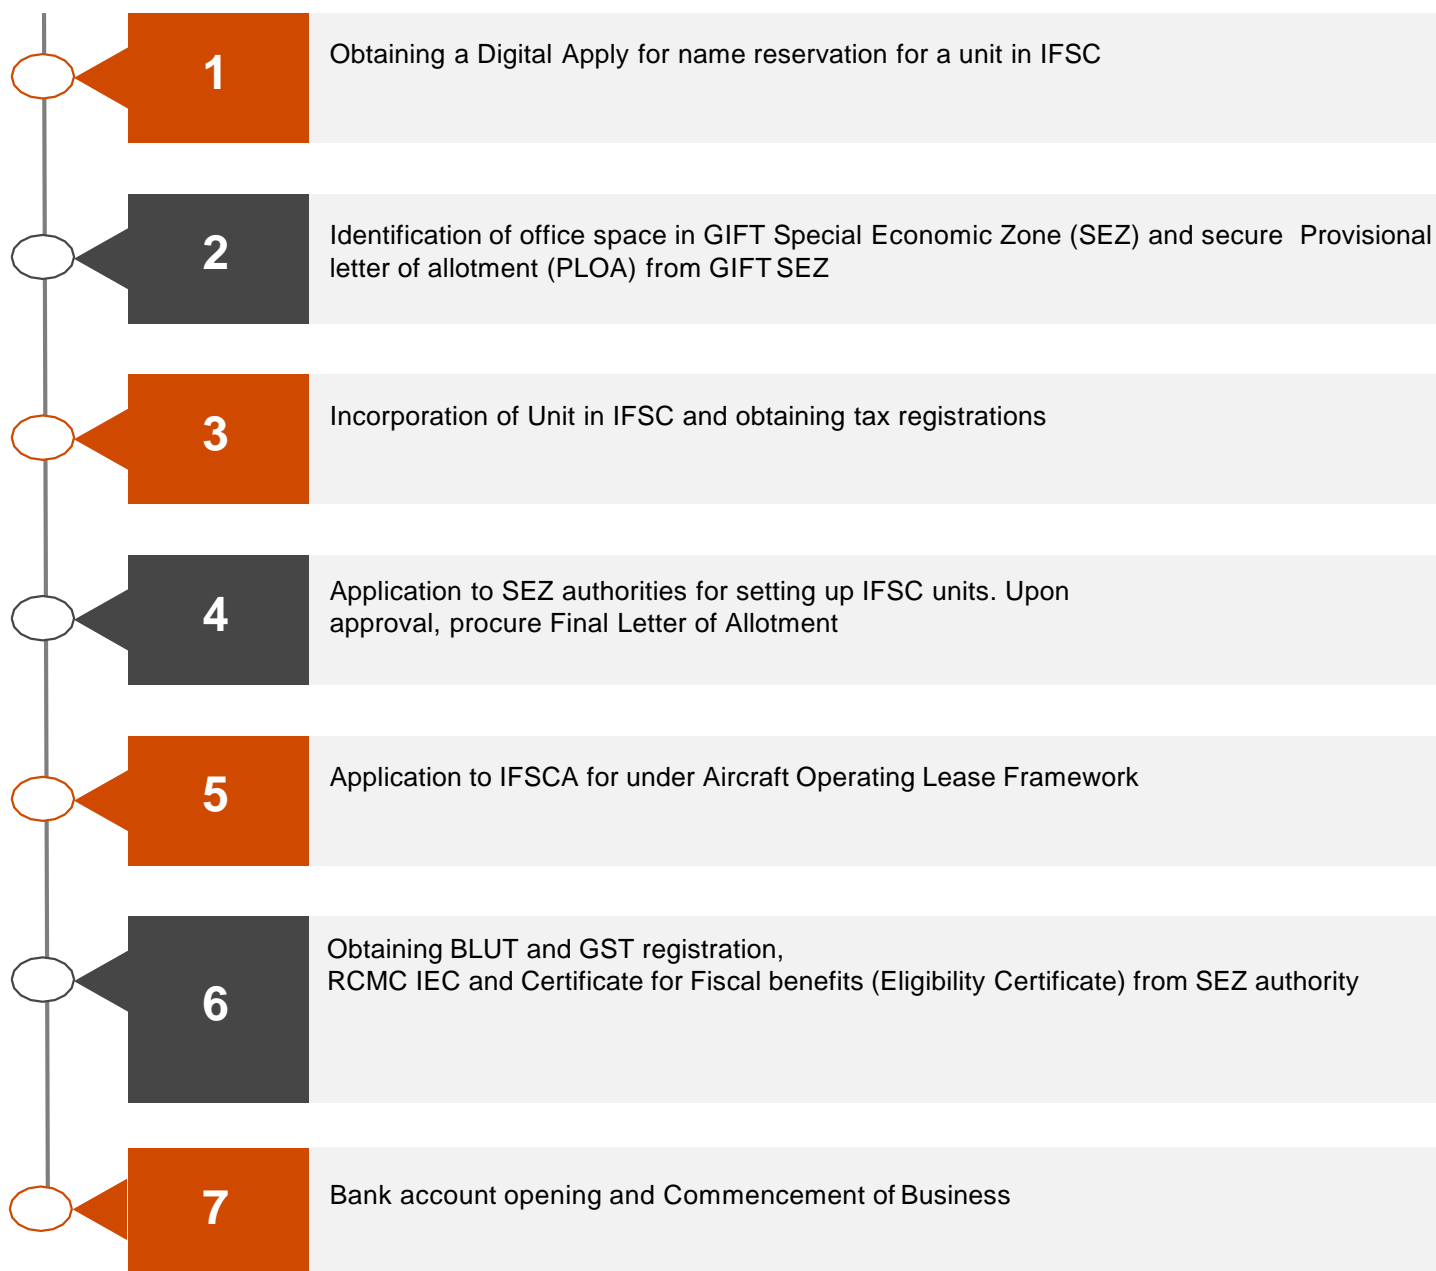 1
Obtaining a Digital Apply for name reservation for a unit in IFSC
2
Identification of office space in GIFT Special Economic Zone (SEZ) and secure Provisional
letter of allotment (PLOA) from GIFT SEZ
3
Incorporation of Unit in IFSC and obtaining tax registrations
4
Application to SEZ authorities for setting up IFSC units. Upon
approval, procure Final Letter of Allotment
5
Application to IFSCA for under Aircraft Operating Lease Framework
6
Obtaining BLUT and GST registration,
RCMC IEC and Certificate for Fiscal benefits (Eligibility Certificate) from SEZ authority
7
Bank account opening and Commencement of Business